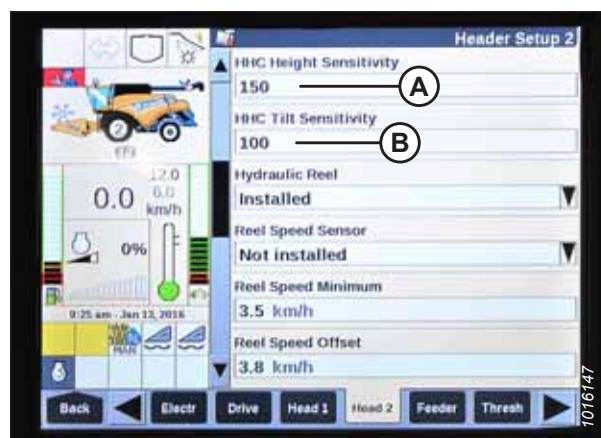 Header Setup 2
HHC Height Sensitivity
150
A
HHC Tilt Sensitivity
100
B
Hydraulic Reel
Installed
Reel Speed Sensor
Not installed
Reel Speed Minimum
3.5 km/h
Reel Speed Offset
3.8 km/h
2
12.0
0.0
6.0
km/h
0%
9:25 am - Jan 13, 2016
MAN
Back
Electr
Drive
Head 1
Head 2
Feeder
Thresh
1016147